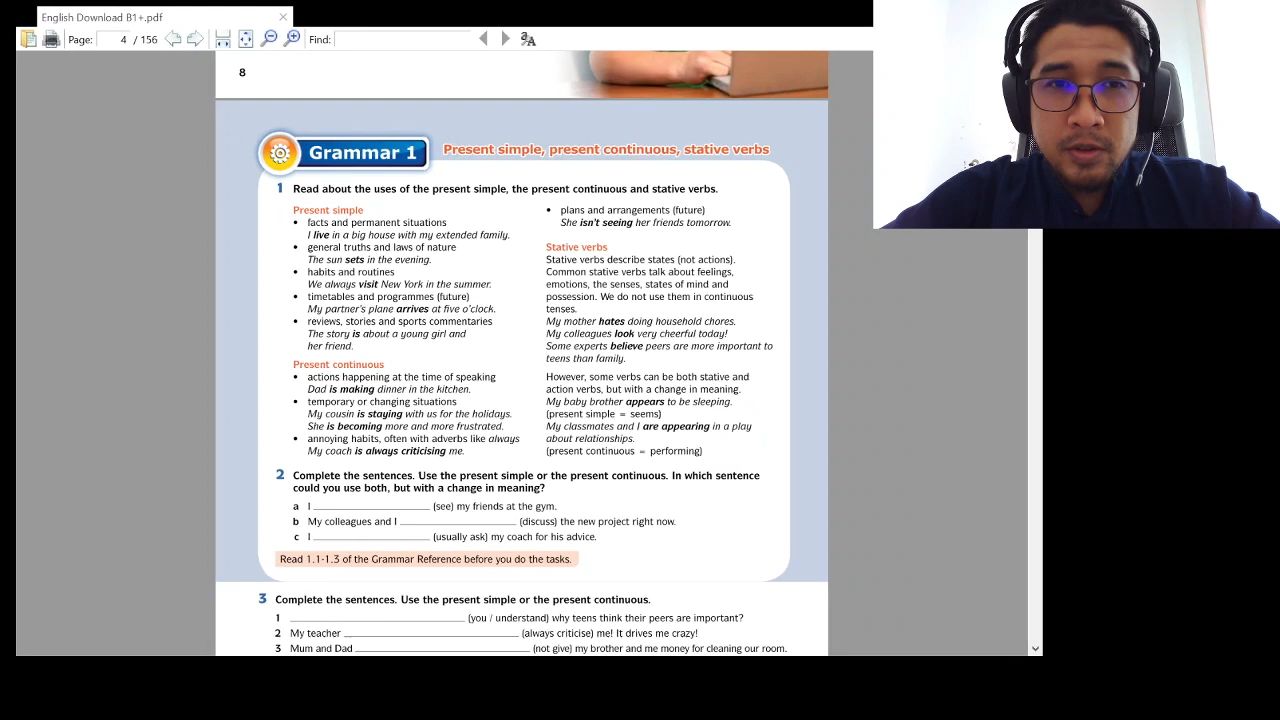 English Download B1+.pdf
Page: 4 / 156 Find:
8
Grammar 1
Present simple, present continuous, stative verbs
1 Read about the uses of the present simple, the present continuous and stative verbs.
Present simple
• facts and permanent situations
I live in a big house with my extended family.
• general truths and laws of nature
The sun sets in the evening.
• habits and routines
We always visit New York in the summer.
• timetables and programmes (future)
My partner's plane arrives at five o'clock.
• reviews, stories and sports commentaries
The story is about a young girl and
her friend.
Present continuous
• actions happening at the time of speaking
Dad is making dinner in the kitchen.
• temporary or changing situations
My cousin is staying with us for the holidays.
She is becoming more and more frustrated.
• annoying habits, often with adverbs like always
My coach is always criticising me.
• plans and arrangements (future)
She isn't seeing her friends tomorrow.
Stative verbs
Stative verbs describe states (not actions).
Common stative verbs talk about feelings,
emotions, the senses, states of mind and
possession. We do not use them in continuous
tenses.
My mother hates doing household chores.
My colleagues look very cheerful today!
Some experts believe peers are more important to
teens than family.
However, some verbs can be both stative and
action verbs, but with a change in meaning.
My baby brother appears to be sleeping.
(present simple = seems)
My classmates and I are appearing in a play
about relationships.
(present continuous = performing)
2 Complete the sentences. Use the present simple or the present continuous. In which sentence
could you use both, but with a change in meaning?
a I ____ (see) my friends at the gym.
b My colleagues and I ____ (discuss) the new project right now.
c I ____ (usually ask) my coach for his advice.
Read 1.1-1.3 of the Grammar Reference before you do the tasks.
3 Complete the sentences. Use the present simple or the present continuous.
1 ____ (you / understand) why teens think their peers are important?
2 My teacher ____ (always criticise) me! It drives me crazy!
3 Mum and Dad ____ (not give) my brother and me money for cleaning our room.